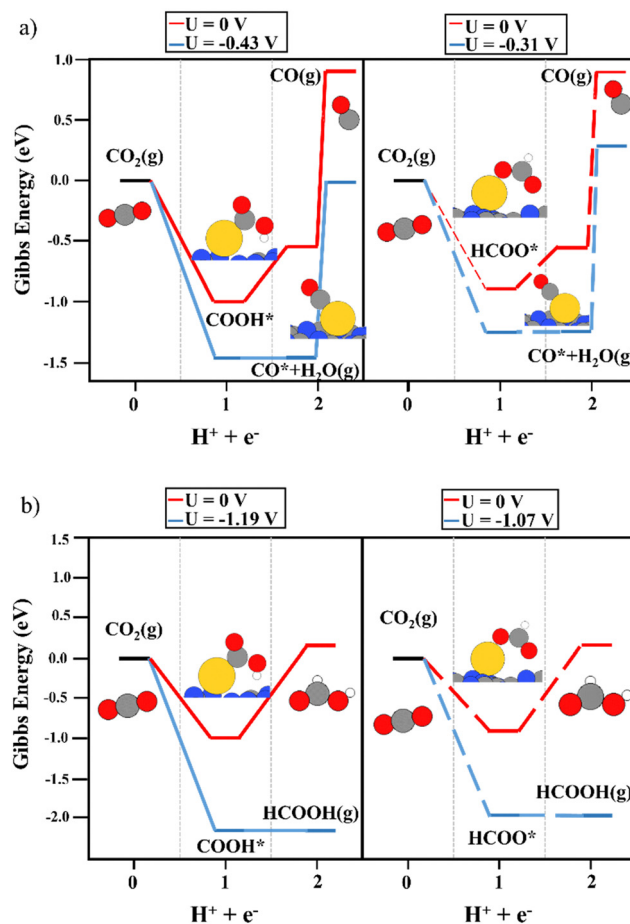 a)
U = 0 V
U = -0.43 V
U = 0 V
U = -0.31 V
Gibbs Energy (eV)
1.0
0.5
0.0
-0.5
-1.0
-1.5
CO₂(g)
COOH*
CO(g)
CO*+H₂O(g)
0
1
2
H⁺ + e⁻
CO₂(g)
HCOO*
CO(g)
CO*+H₂O(g)
0
1
2
H⁺ + e⁻
b)
U = 0 V
U = -1.19 V
U = 0 V
U = -1.07 V
Gibbs Energy (eV)
1.5
1.0
0.5
0.0
-0.5
-1.0
-1.5
-2.0
CO₂(g)
HCOOH(g)
COOH*
0
1
2
H⁺ + e⁻
CO₂(g)
HCOOH(g)
HCOO*
0
1
2
H⁺ + e⁻